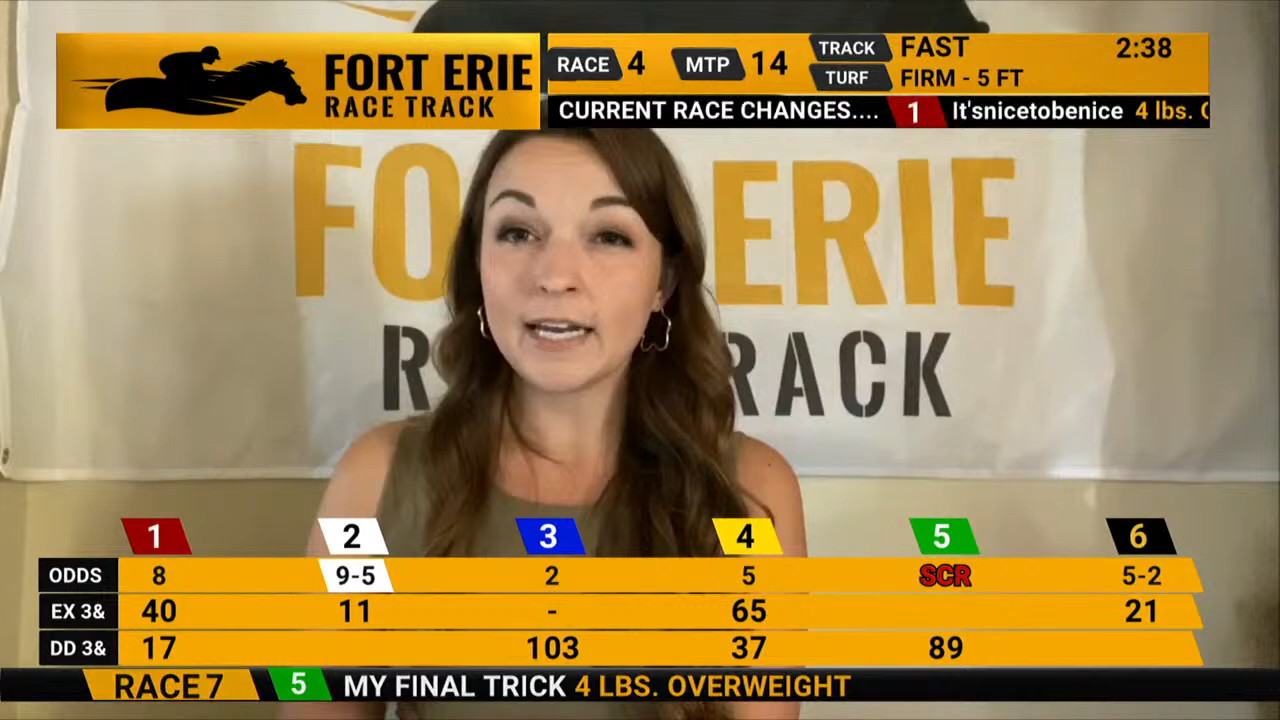 FORT ERIE
RACE TRACK
RACE 4 MTP 14 TRACK FAST 2:38
TURF FIRM - 5 FT
CURRENT RACE CHANGES.... 1 It'snicetobenice 4 lbs.
FO ERIE
R RACK
1 2 3 4 5 6
ODDS 8 9-5 2 5 SCR 5-2
EX 3& 40 11 - 65 21
DD 3& 17 103 37 89
RACE 7 5 MY FINAL TRICK 4 LBS. OVERWEIGHT